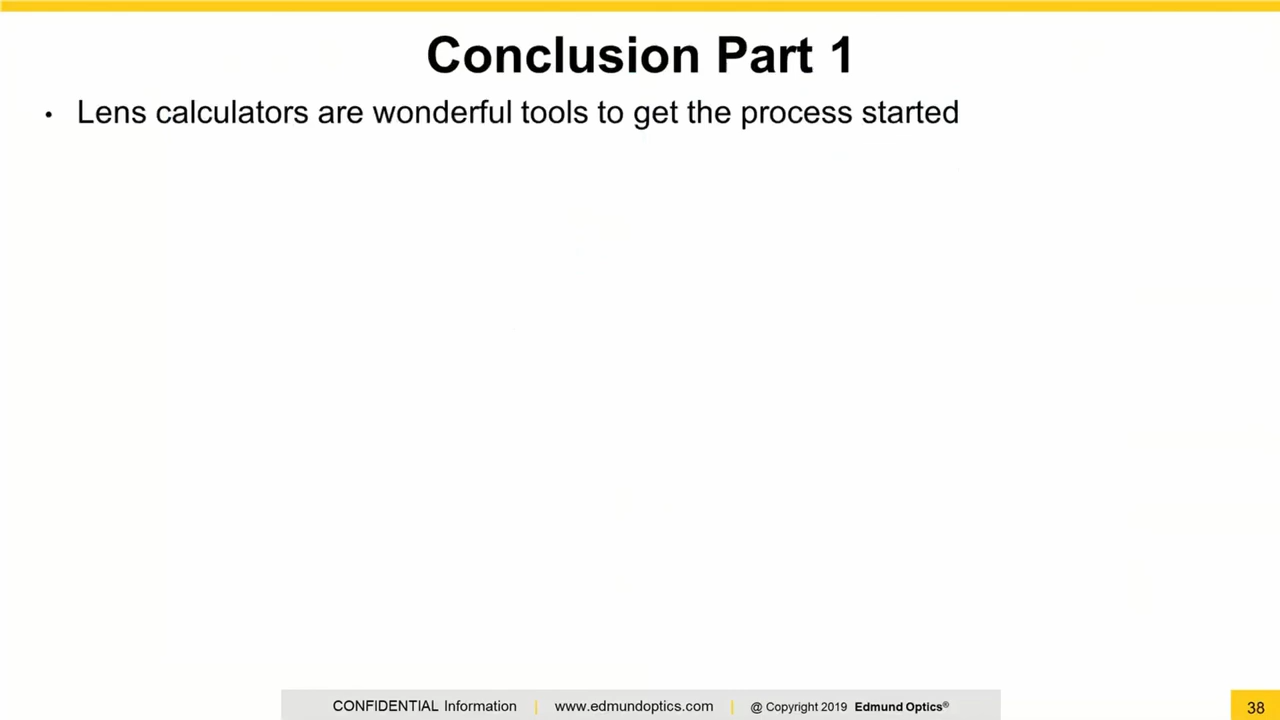 Conclusion Part 1
• Lens calculators are wonderful tools to get the process started
CONFIDENTIAL Information | www.edmundoptics.com | @ Copyright 2019 Edmund Optics®
38